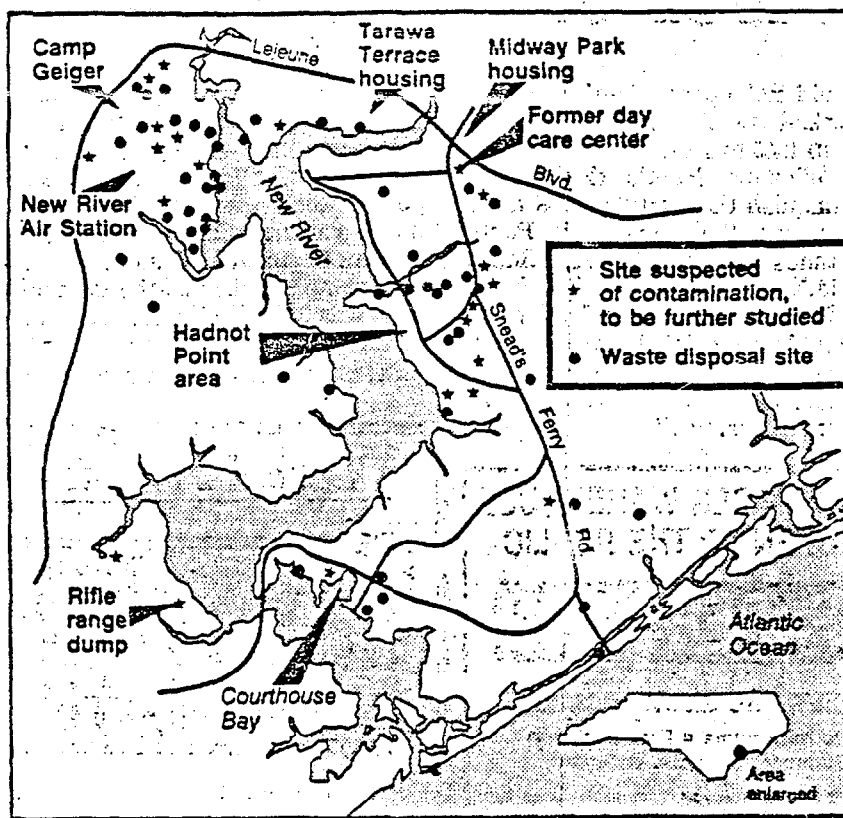 Camp
Geiger
Lejeune
Tarawa
Terrace
housing
Midway Park
housing
Former day
care center
Blvd.
New River
Air Station
New River
Site suspected
of contamination,
to be further studied
Waste disposal site
Hadnot
Point
area
Snead's
Ferry
Rd.
Rifle
range
dump
Courthouse
Bay
Atlantic
Ocean
Area
enlarged